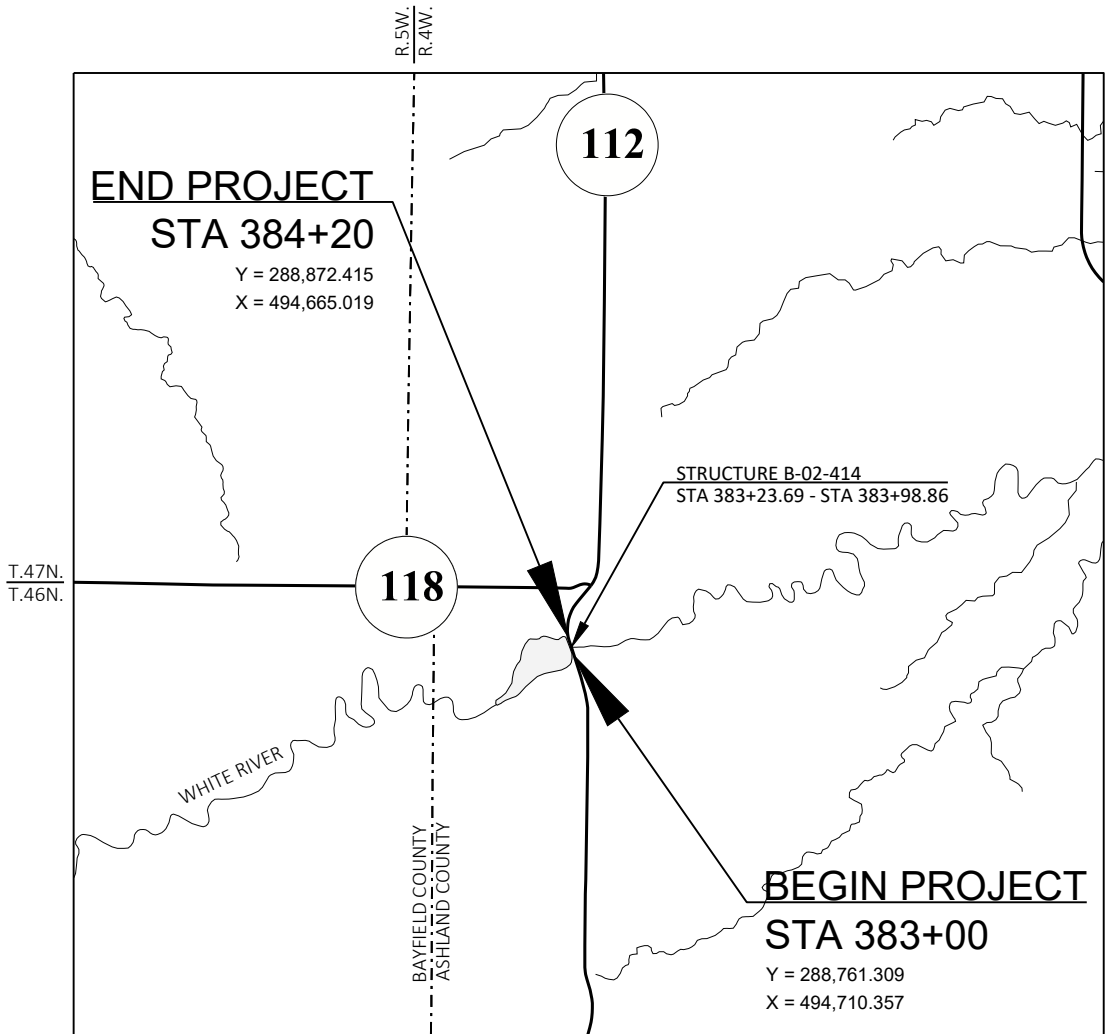 R.5W.
R.4W.
112
END PROJECT
STA 384+20
Y = 288,872.415
X = 494,665.019
STRUCTURE B-02-414
STA 383+23.69 - STA 383+98.86
T.47N.
T.46N.
118
WHITE RIVER
BAYFIELD COUNTY
ASHLAND COUNTY
BEGIN PROJECT
STA 383+00
Y = 288,761.309
X = 494,710.357